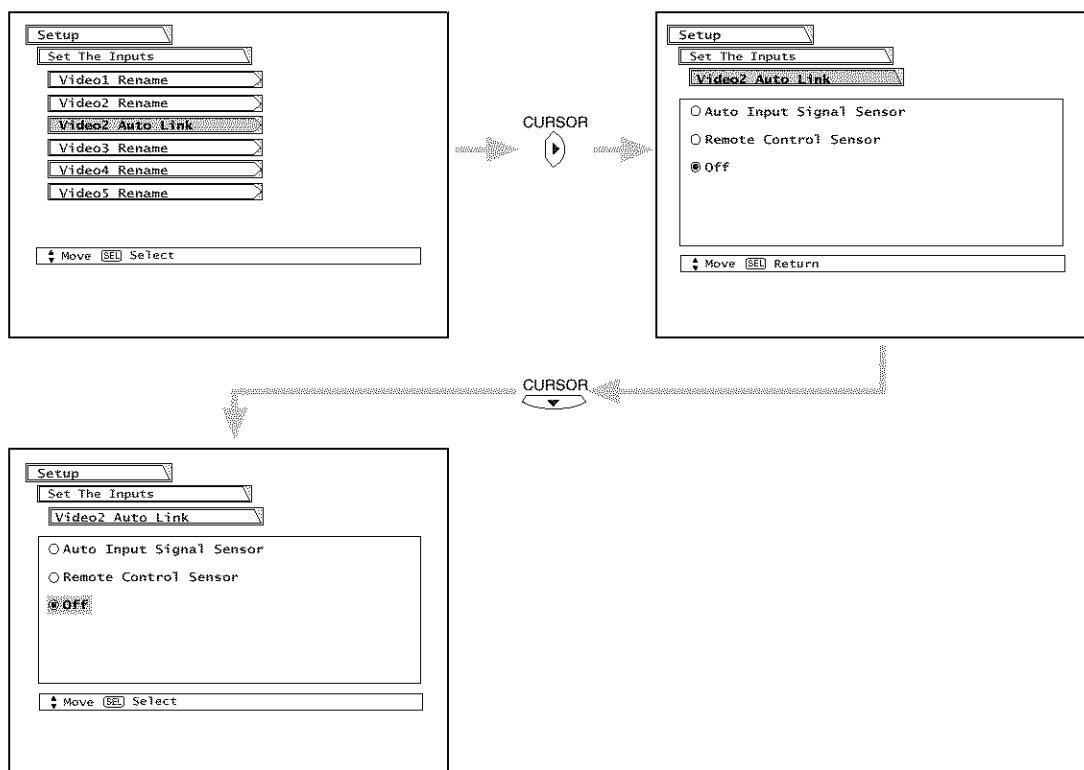 Setup
Set The Inputs
Video1 Rename
Video2 Rename
Video2 Auto Link
Video3 Rename
Video4 Rename
Video5 Rename
Move SEL Select
CURSOR
Setup
Set The Inputs
Video2 Auto Link
Auto Input Signal Sensor
Remote Control Sensor
Off
Move SEL Return
CURSOR
Setup
Set The Inputs
Video2 Auto Link
Auto Input Signal Sensor
Remote Control Sensor
Off
Move SEL Select